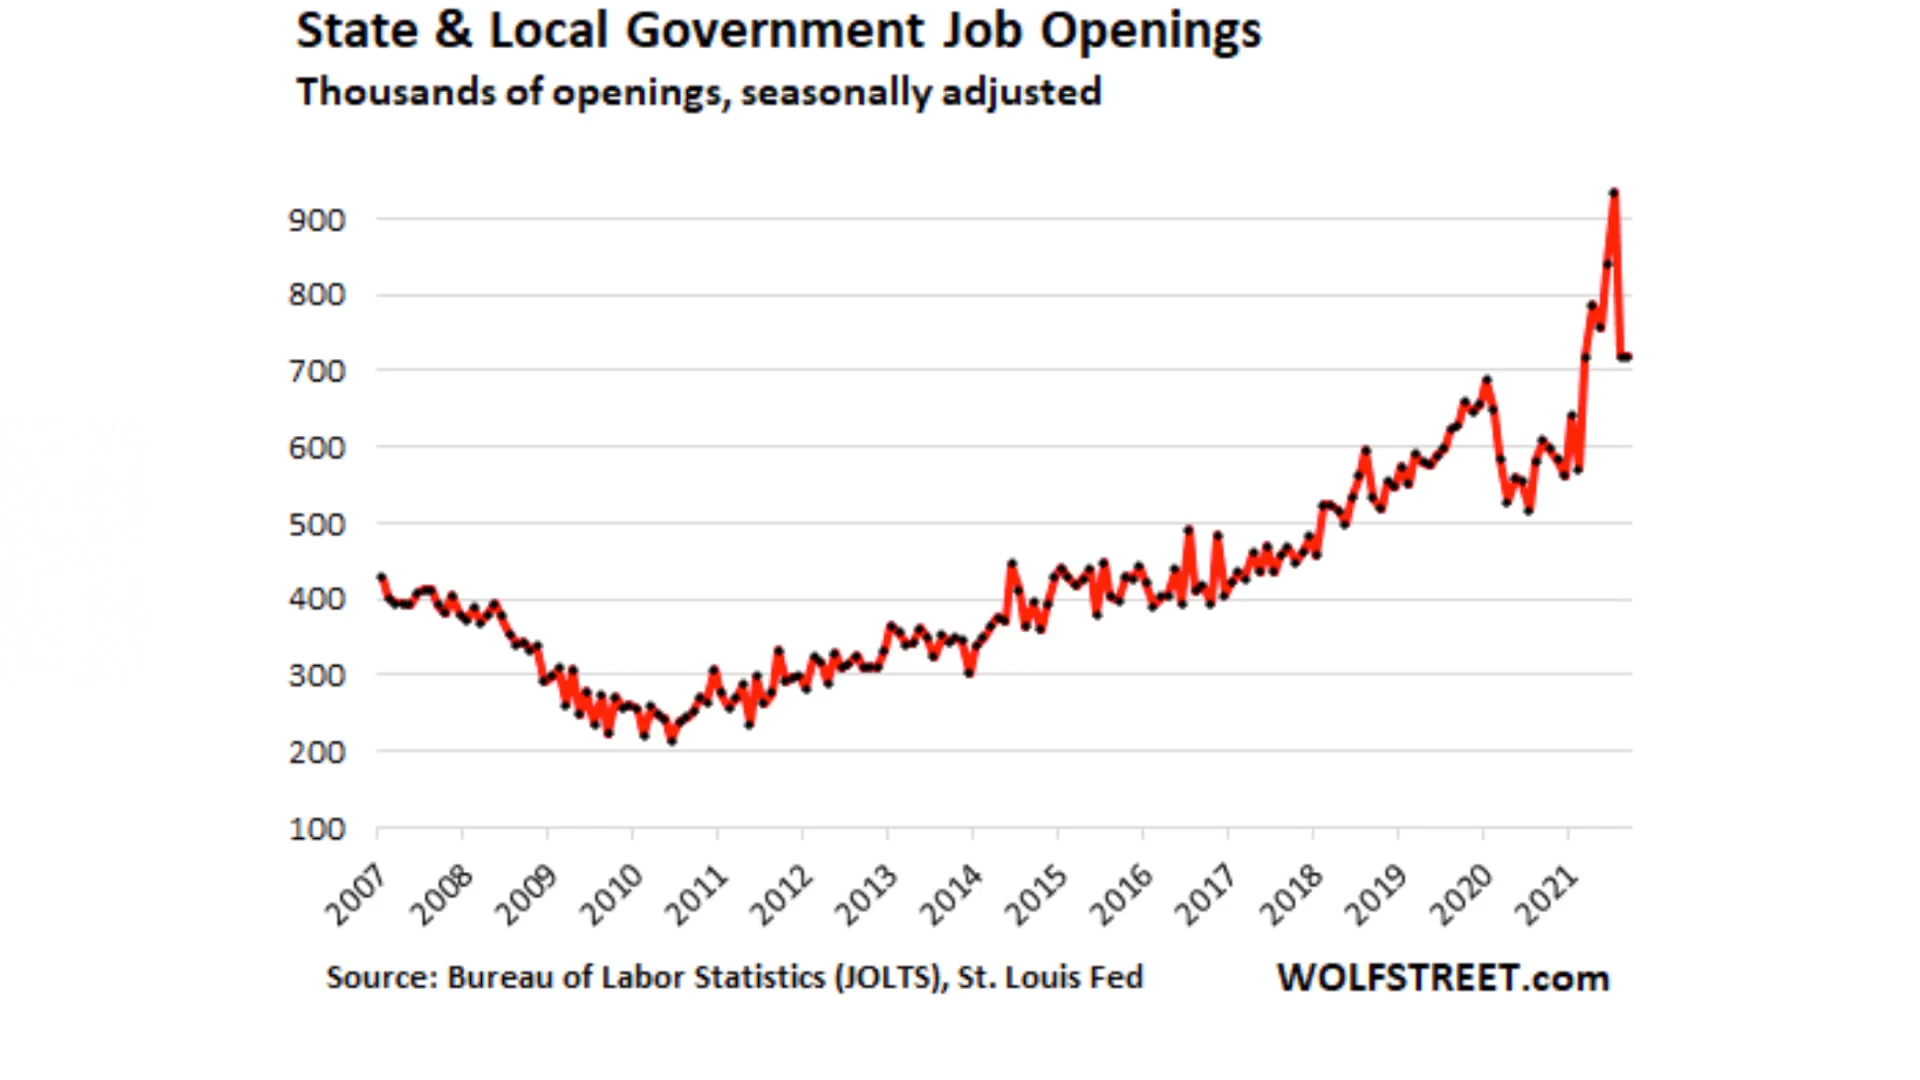 State & Local Government Job Openings
Thousands of openings, seasonally adjusted
900
800
700
600
500
400
300
200
100
2007 2008 2009 2010 2011 2012 2013 2014 2015 2016 2017 2018 2019 2020 2021
Source: Bureau of Labor Statistics (JOLTS), St. Louis Fed
WOLFSTREET.com